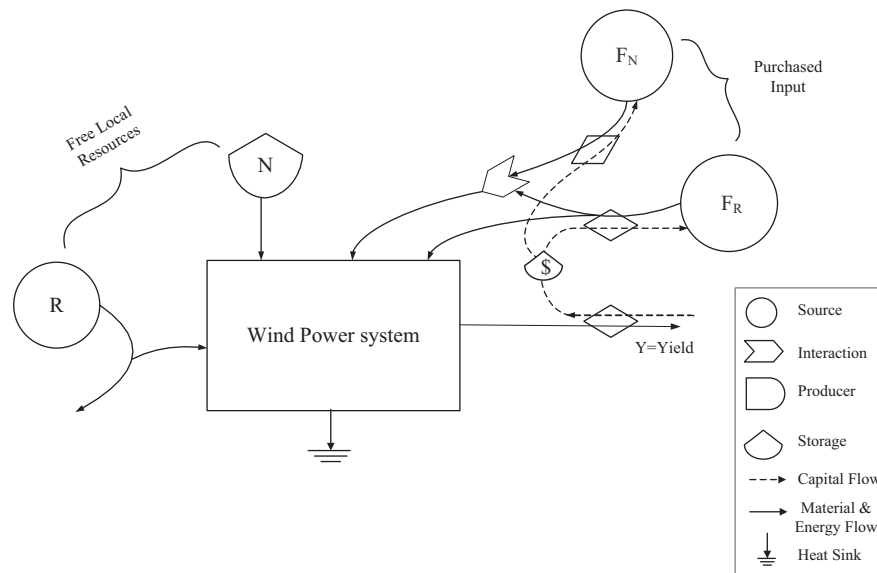 F_N
Purchased
Input
Free Local
Resources
N
F_R
R
$
Wind Power system
Y=Yield
Source
Interaction
Producer
Storage
Capital Flow
Material &
Energy Flow
Heat Sink